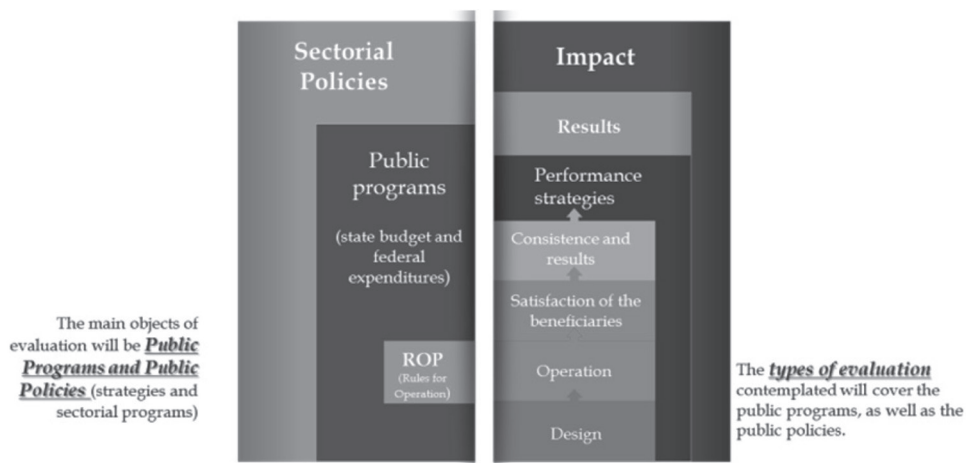 Sectorial
Policies
Public
programs
(state budget and
federal
expenditures)
ROP
(Rules for
Operation)
The main objects of
evaluation will be Public
Programs and Public
Policies (strategies and
sectorial programs)
Impact
Results
Performance
strategies
Consistence and
results
Satisfaction of the
beneficiaries
Operation
Design
The types of evaluation
contemplated will cover the
public programs, as well as the
public policies.